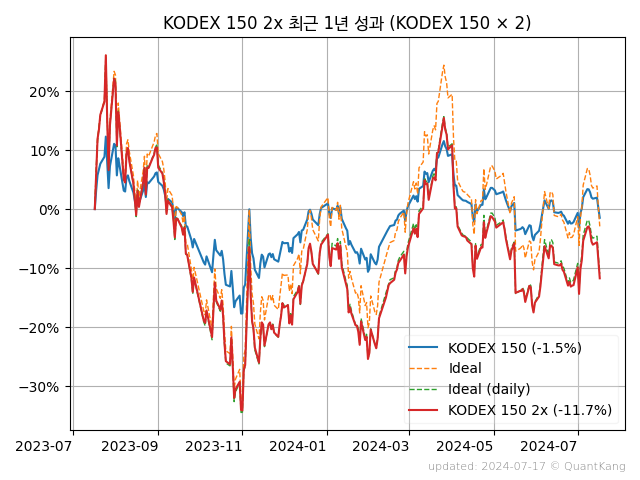 KODEX 150 2x 최근 1년 성과 (KODEX 150 × 2)
20%
10%
0%
−10%
−20%
−30%
KODEX 150 (-1.5%)
Ideal
Ideal (daily)
KODEX 150 2x (-11.7%)
2023-07
2023-09
2023-11
2024-01
2024-03
2024-05
2024-07
updated: 2024-07-17 © QuantKang